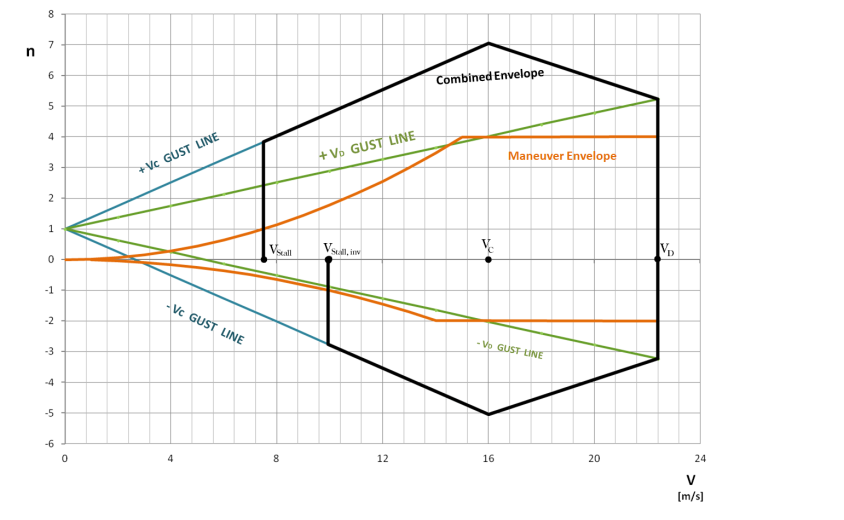 8
n
7
Combined Envelope
6
5
+ Vc GUST LINE
+ VD GUST LINE
4
Maneuver Envelope
3
2
1
VStall
VStall, inv
VC
VD
0
-1
- Vc GUST LINE
-2
- VD GUST LINE
-3
-4
-5
-6
0 4 8 12 16 20 24
V
[m/s]